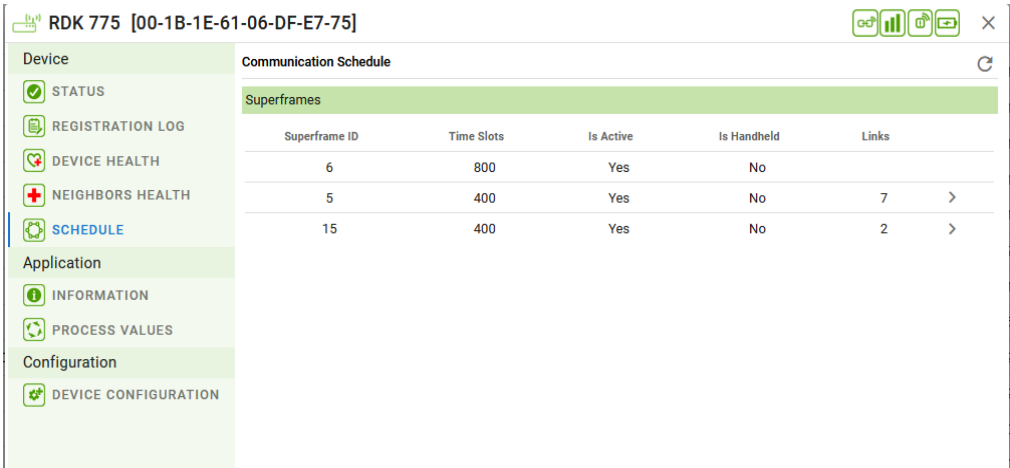 RDK 775 [00-1B-1E-61-06-DF-E7-75]
Device
STATUS
REGISTRATION LOG
DEVICE HEALTH
NEIGHBORS HEALTH
SCHEDULE
Application
INFORMATION
PROCESS VALUES
Configuration
DEVICE CONFIGURATION
Communication Schedule
Superframes
Superframe ID Time Slots Is Active Is Handheld Links
6 800 Yes No
5 400 Yes No 7
15 400 Yes No 2